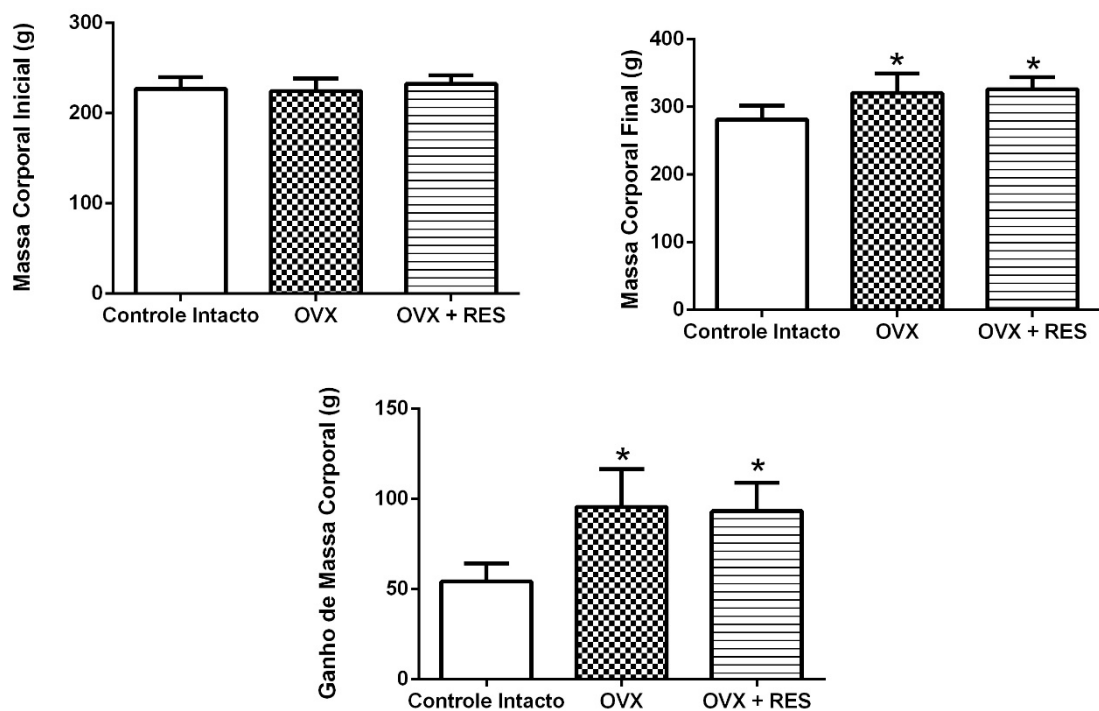 Massa Corporal Inicial (g)
300
200
100
0
Controle Intacto OVX OVX + RES
Massa Corporal Final (g)
400
300
200
100
0
* *
Controle Intacto OVX OVX + RES
Ganho de Massa Corporal (g)
150
100
50
0
* *
Controle Intacto OVX OVX + RES